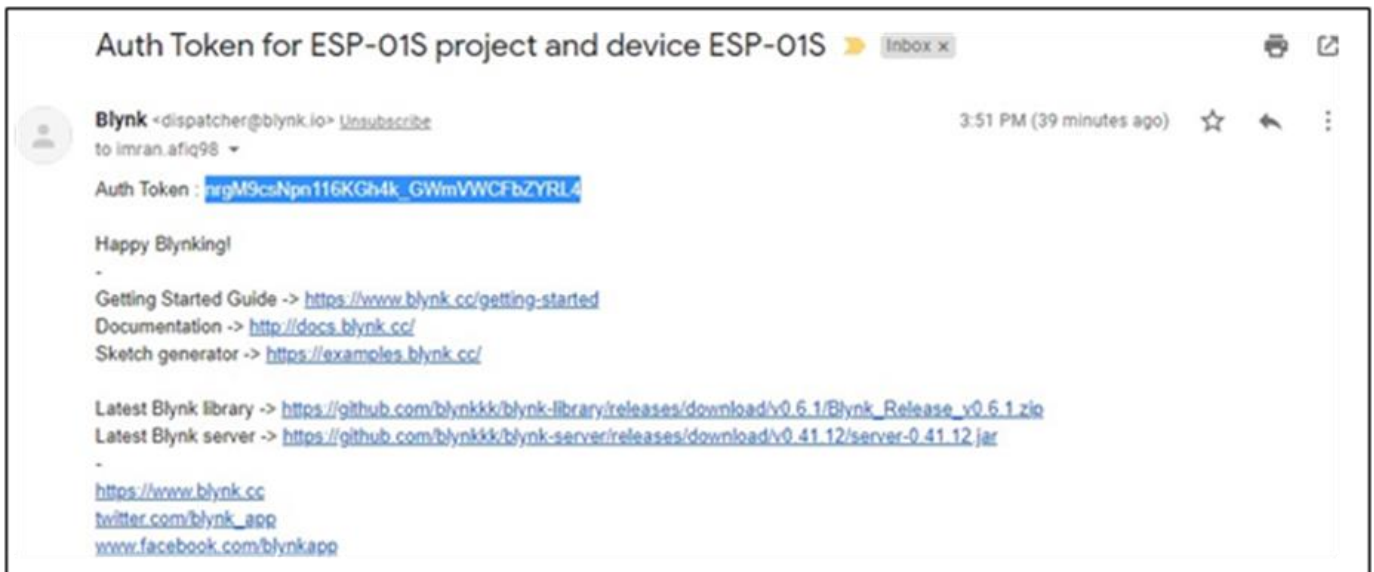 Auth Token for ESP-01S project and device ESP-01S Inbox x
Blynk <dispatcher@blynk.io> Unsubscribe 3:51 PM (39 minutes ago)
to imran.afiq98
Auth Token : nrgM9csNpn116KGh4k_GWmVWCFbZYRL4
Happy Blynking!
-
Getting Started Guide -> https://www.blynk.cc/getting-started
Documentation -> http://docs.blynk.cc/
Sketch generator -> https://examples.blynk.cc/
Latest Blynk library -> https://github.com/blynkkk/blynk-library/releases/download/v0.6.1/Blynk_Release_v0.6.1.zip
Latest Blynk server -> https://github.com/blynkkk/blynk-server/releases/download/v0.41.12/server-0.41.12.jar
-
https://www.blynk.cc
twitter.com/blynk_app
www.facebook.com/blynkapp